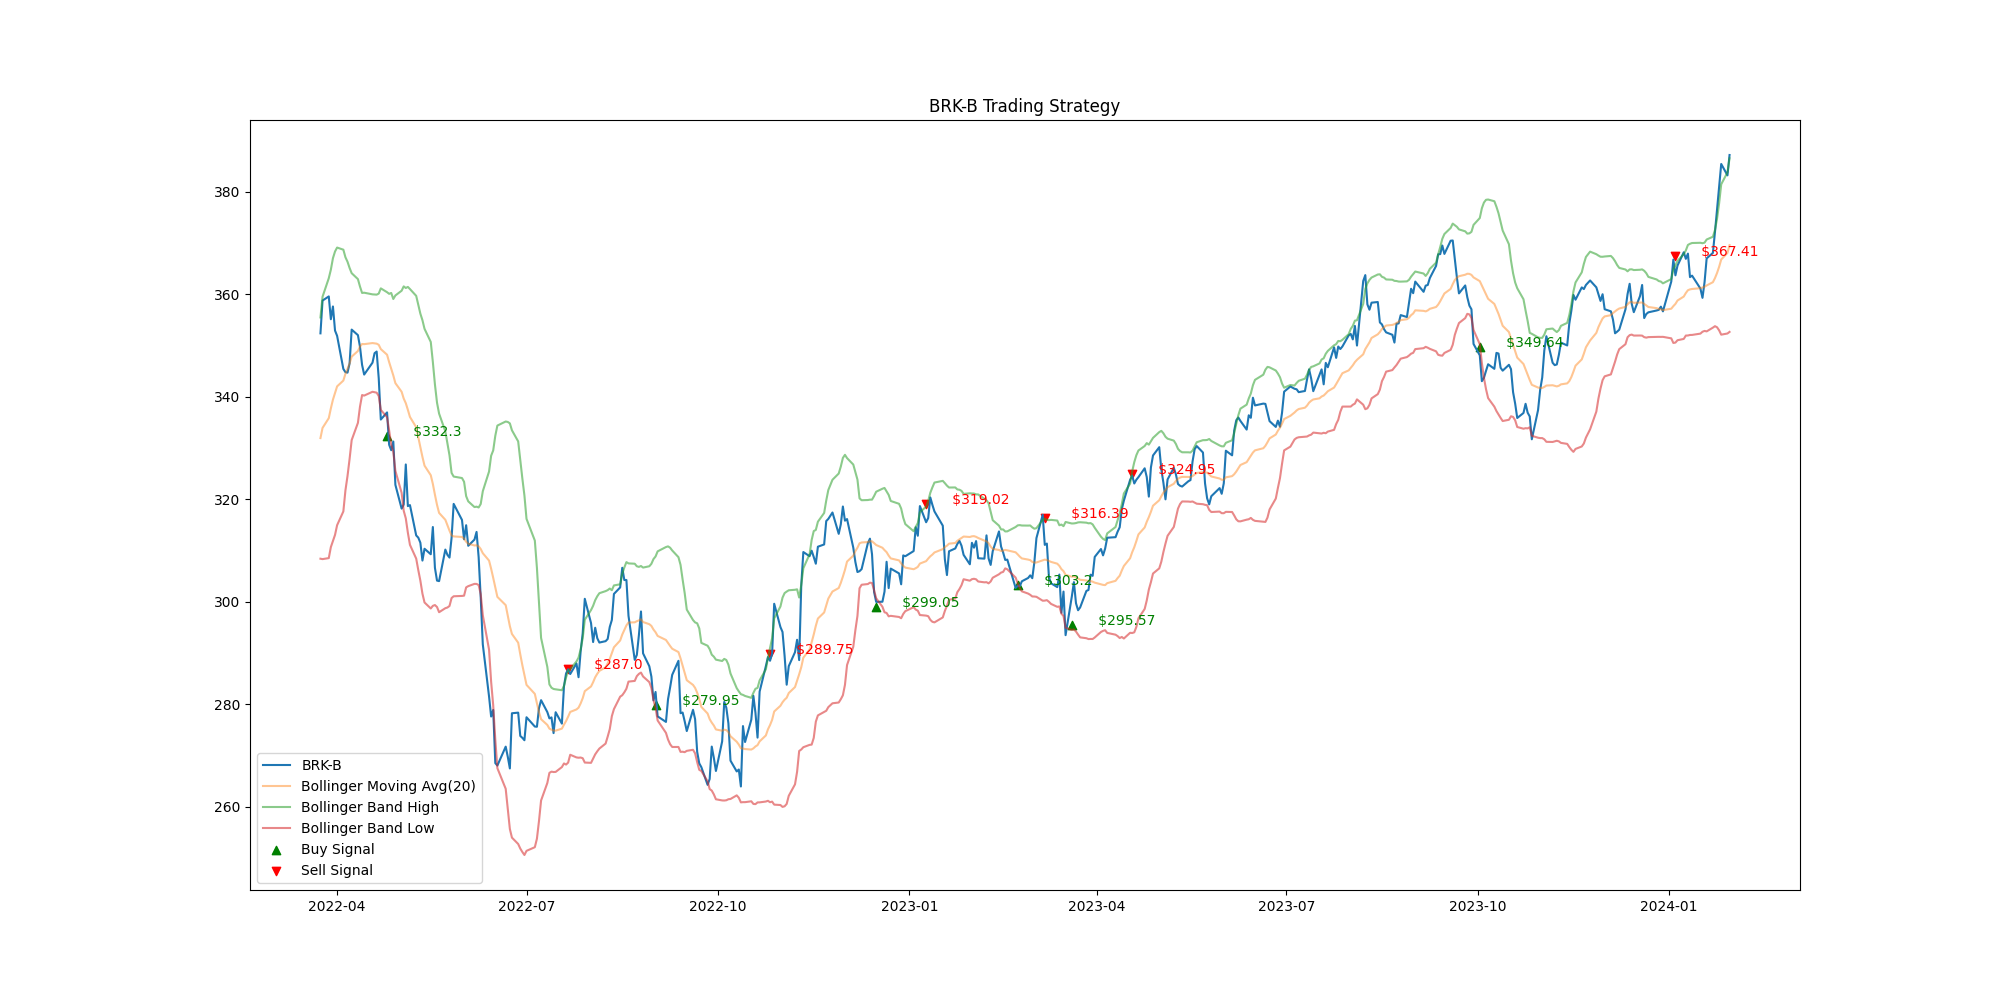 BRK-B Trading Strategy
380
360
340
320
300
280
260
$332.3
$287.0
$279.95
$289.75
$299.05
$319.02
$303.2
$316.39
$295.57
$324.95
$349.64
$367.41
BRK-B
Bollinger Moving Avg(20)
Bollinger Band High
Bollinger Band Low
Buy Signal
Sell Signal
2022-04 2022-07 2022-10 2023-01 2023-04 2023-07 2023-10 2024-01